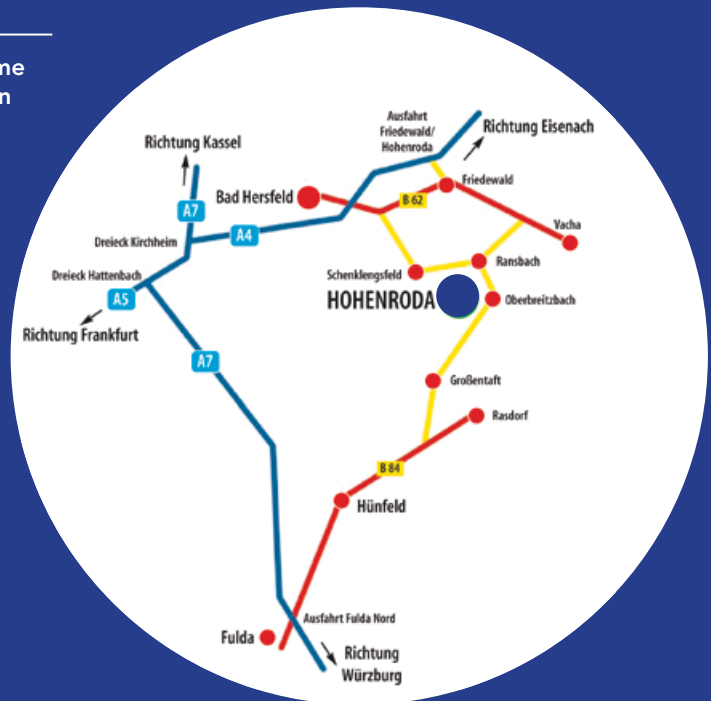 Ausfahrt
Friedewald/
Hohenroda
Richtung Eisenach
Richtung Kassel
Friedewald
Bad Hersfeld
B 62
A7
Vacha
A4
Dreieck Kirchheim
Ransbach
Schenklengsfeld
Dreieck Hattenbach
HOHENRODA
Oberbreitzbach
A5
Richtung Frankfurt
A7
Großentaft
Rasdorf
B 84
Hünfeld
Ausfahrt Fulda Nord
Fulda
Richtung
Würzburg